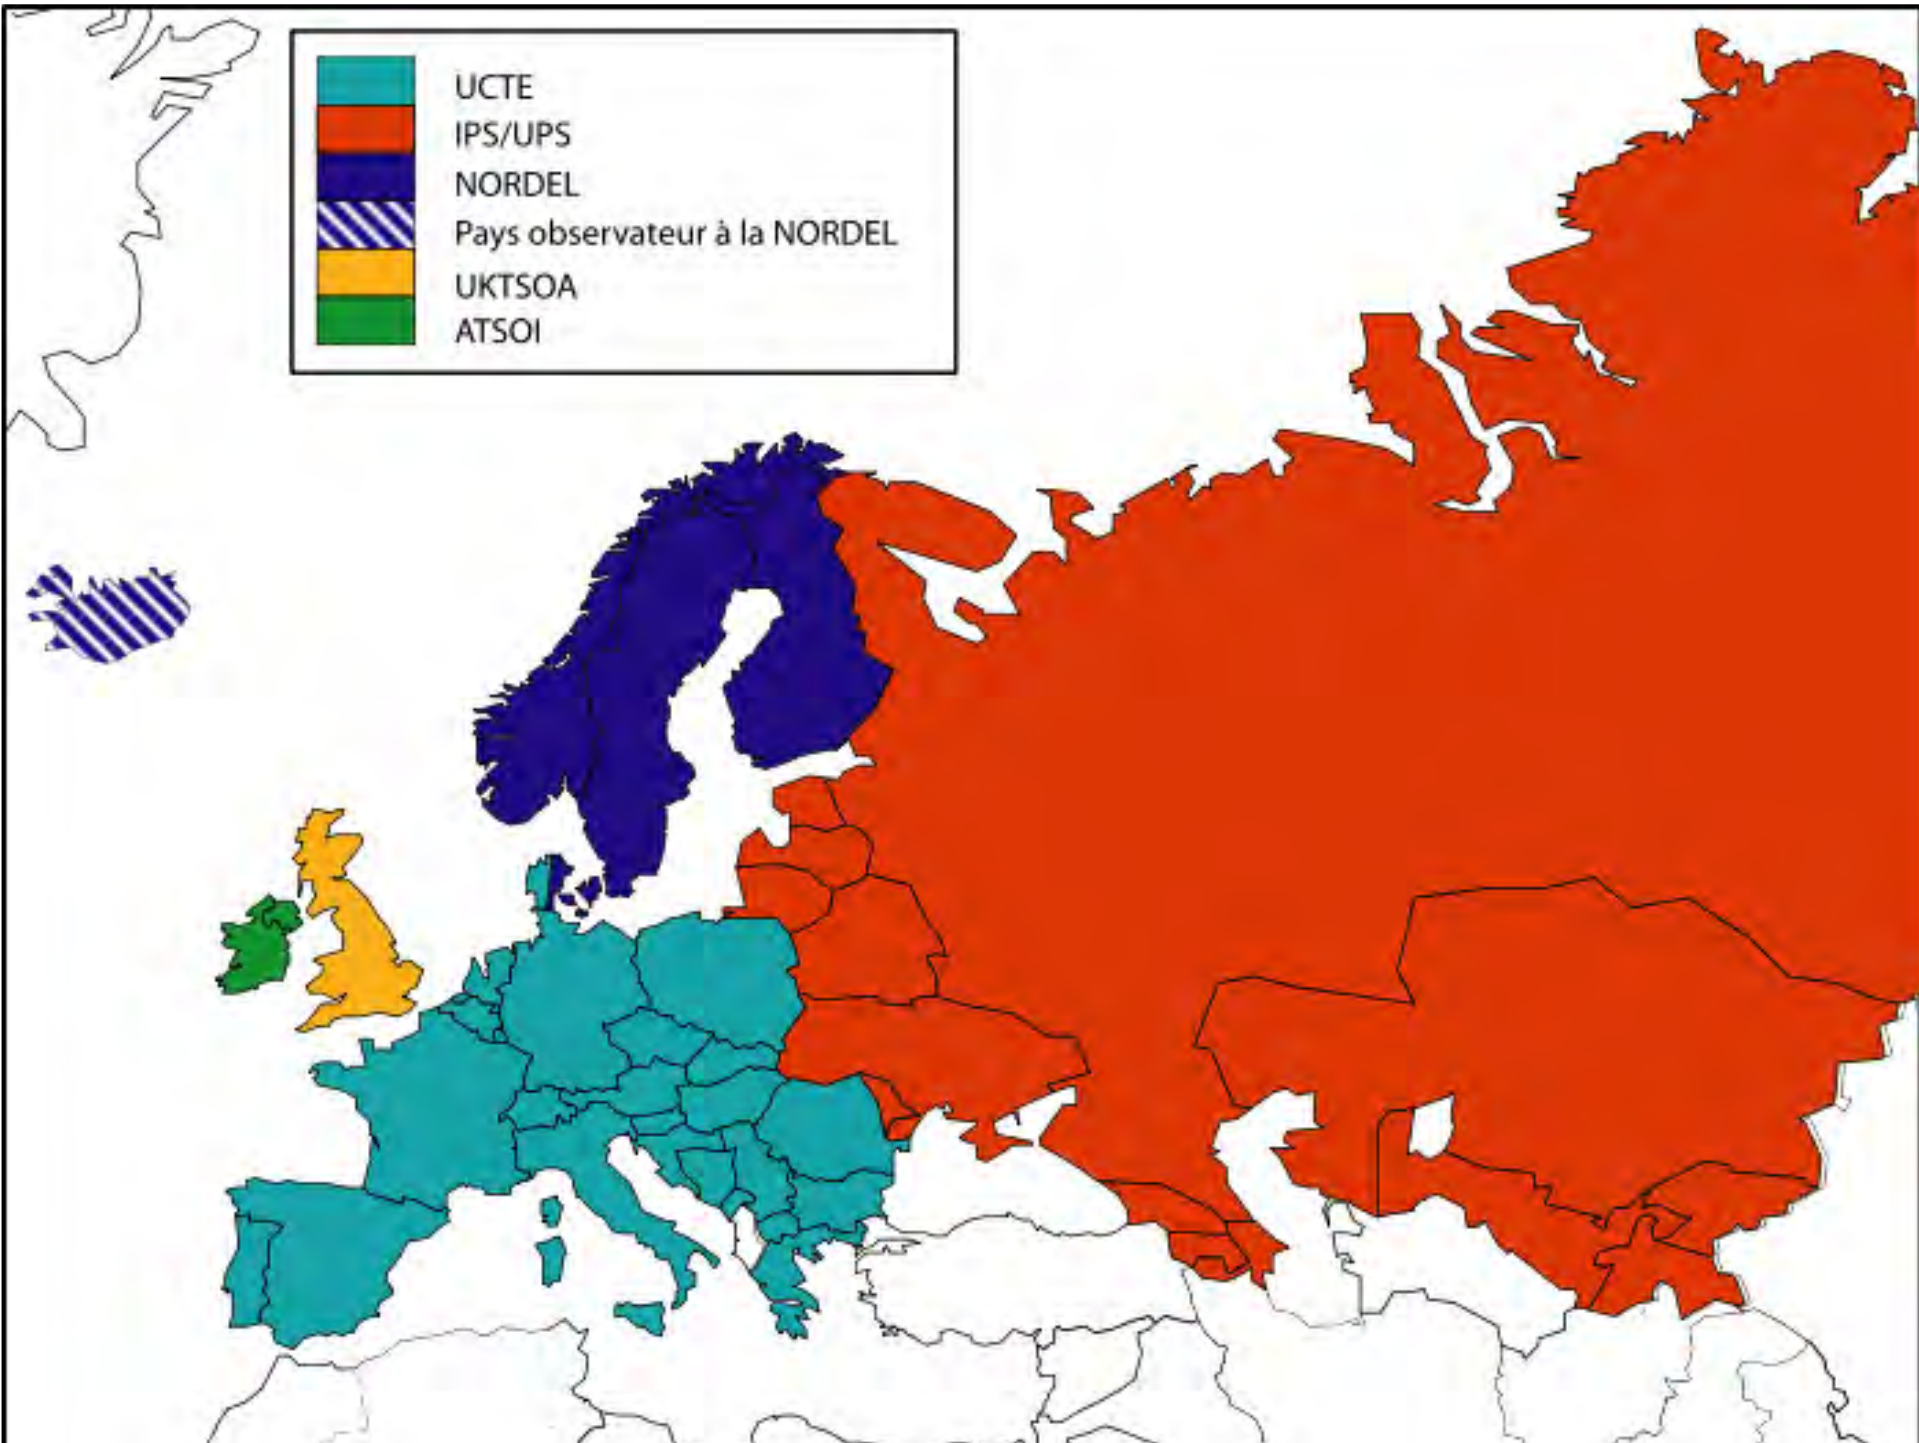 UCTE
IPS/UPS
NORDEL
Pays observateur à la NORDEL
UKTSOA
ATSOI